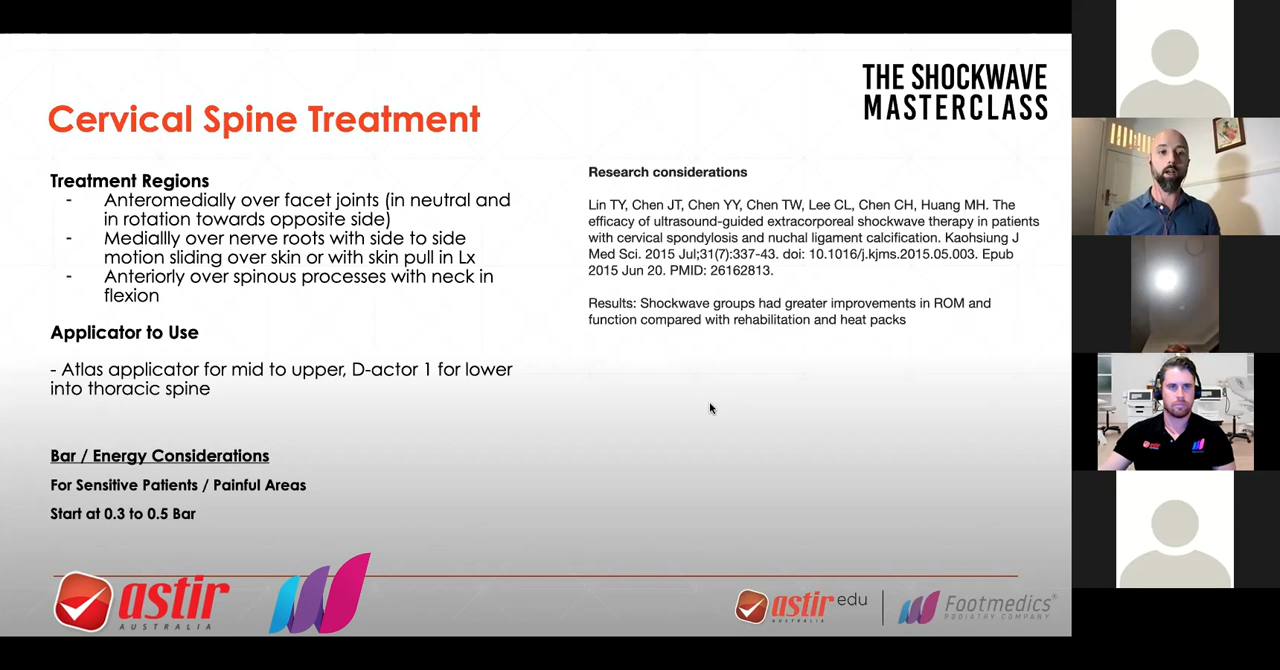 THE SHOCKWAVE
MASTERCLASS
Cervical Spine Treatment
Treatment Regions
- Anteromedially over facet joints (in neutral and
in rotation towards opposite side)
- Mediallly over nerve roots with side to side
motion sliding over skin or with skin pull in Lx
- Anteriorly over spinous processes with neck in
flexion
Applicator to Use
- Atlas applicator for mid to upper, D-actor 1 for lower
into thoracic spine
Bar / Energy Considerations
For Sensitive Patients / Painful Areas
Start at 0.3 to 0.5 Bar
Research considerations
Lin TY, Chen JT, Chen YY, Chen TW, Lee CL, Chen CH, Huang MH. The
efficacy of ultrasound-guided extracorporeal shockwave therapy in patients
with cervical spondylosis and nuchal ligament calcification. Kaohsiung J
Med Sci. 2015 Jul;31(7):337-43. doi: 10.1016/j.kjms.2015.05.003. Epub
2015 Jun 20. PMID: 26162813.
Results: Shockwave groups had greater improvements in ROM and
function compared with rehabilitation and heat packs
astir
AUSTRALIA
astir edu
AUSTRALIA
Footmedics®
PODIATRY COMPANY
astir